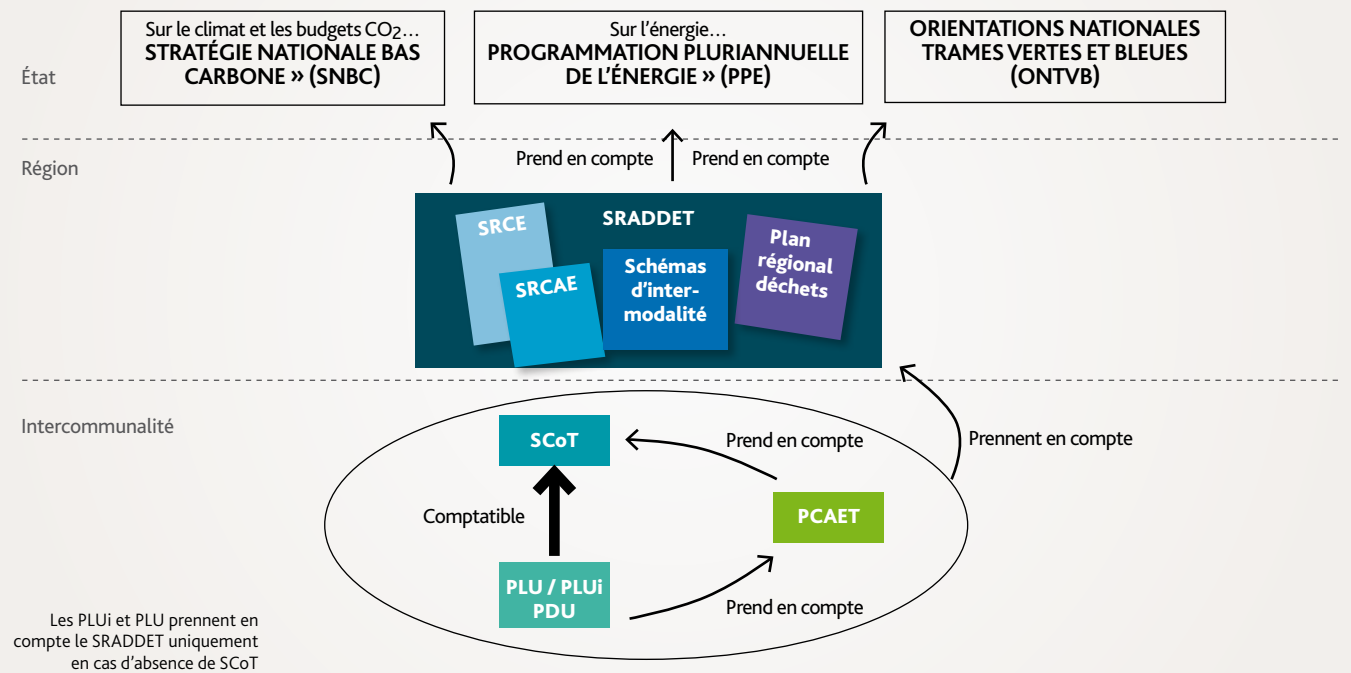 Sur le climat et les budgets CO2…
STRATÉGIE NATIONALE BAS
CARBONE » (SNBC)
Sur l'énergie…
PROGRAMMATION PLURIANNUELLE
DE L'ÉNERGIE » (PPE)
ORIENTATIONS NATIONALES
TRAMES VERTES ET BLEUES
(ONTVB)
État
Région
Prend en compte
Prend en compte
SRADDET
SRCE
SRCAE
Schémas
d'inter-
modalité
Plan
régional
déchets
Intercommunalité
SCoT
Prend en compte
Prennent en compte
Comptatible
PCAET
PLU / PLUi
PDU
Prend en compte
Les PLUi et PLU prennent en
compte le SRADDET uniquement
en cas d'absence de SCoT